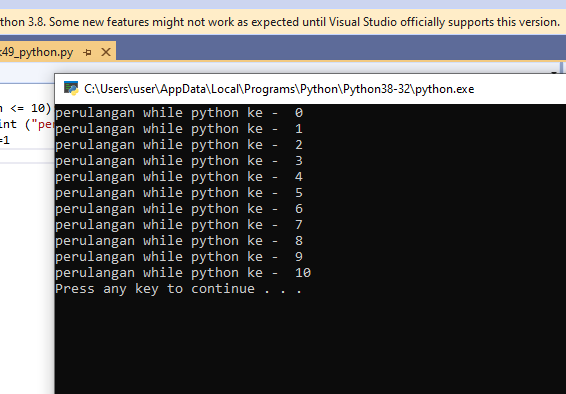 thon 3.8. Some new features might not work as expected until Visual Studio officially supports this version.
k49_python.py
C:\Users\user\AppData\Local\Programs\Python\Python38-32\python.exe
n <= 10)
int ("per
=1
perulangan while python ke -  0
perulangan while python ke -  1
perulangan while python ke -  2
perulangan while python ke -  3
perulangan while python ke -  4
perulangan while python ke -  5
perulangan while python ke -  6
perulangan while python ke -  7
perulangan while python ke -  8
perulangan while python ke -  9
perulangan while python ke -  10
Press any key to continue . . .